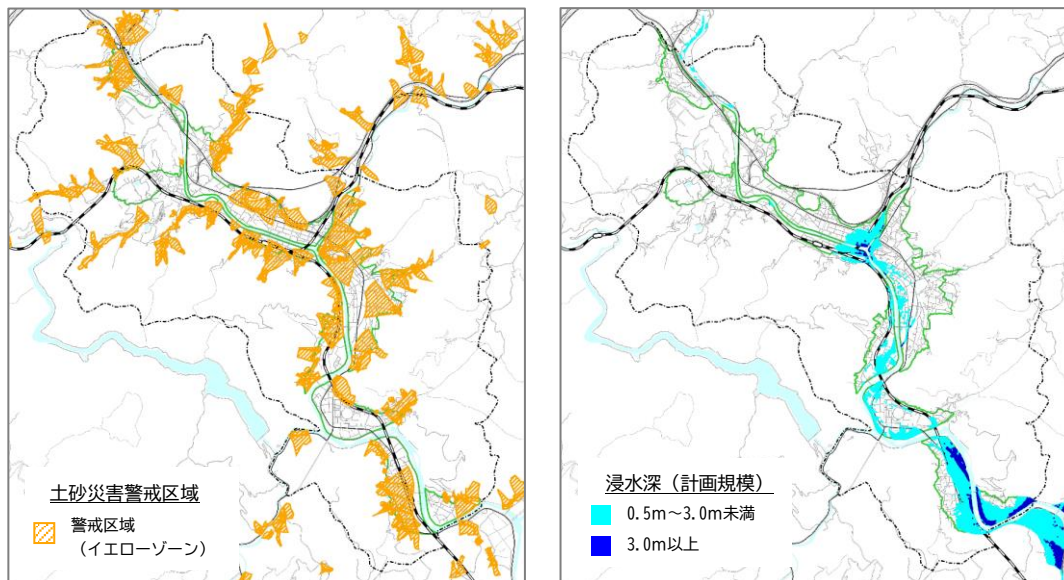 土砂災害警戒区域
警戒区域
（イエローゾーン）
浸水深（計画規模）
0.5m～3.0m未満
3.0m以上